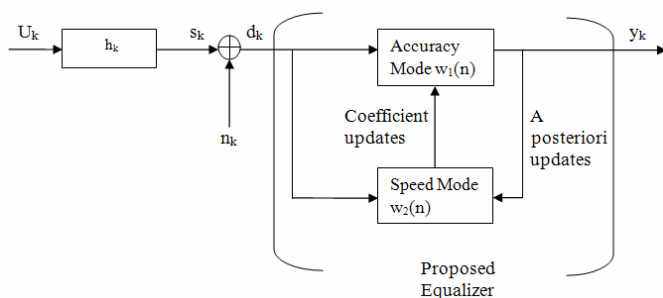 U_k
h_k
s_k
d_k
n_k
Accuracy
Mode w_1(n)
y_k
Coefficient
updates
A
posteriori
updates
Speed Mode
w_2(n)
Proposed
Equalizer